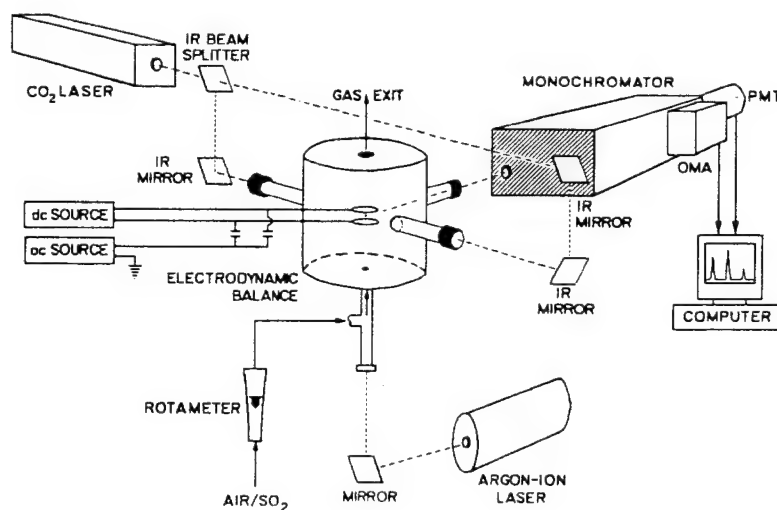 IR BEAM
SPLITTER
CO₂ LASER
GAS EXIT
MONOCHROMATOR
PMT
OMA
IR
MIRROR
IR
MIRROR
IR
MIRROR
dc SOURCE
ac SOURCE
ELECTRODYNAMIC
BALANCE
COMPUTER
ROTAMETER
AIR/SO₂
MIRROR
ARGON-ION
LASER